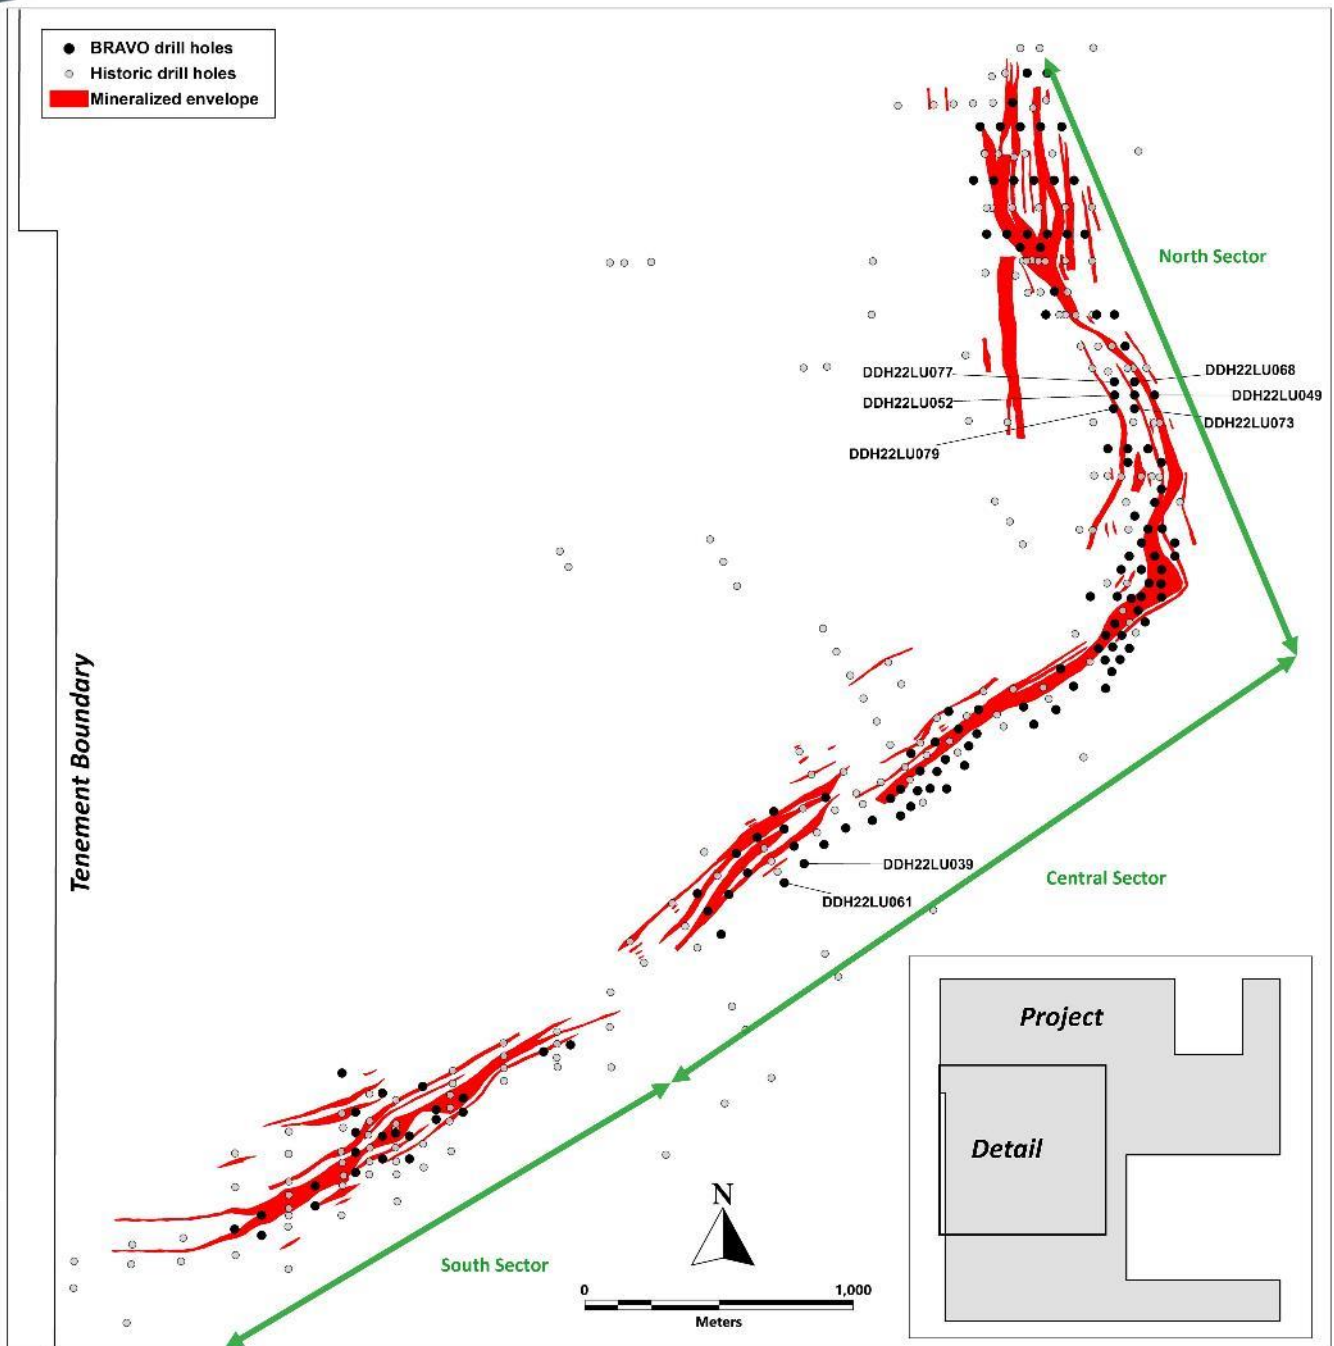 BRAVO drill holes
Historic drill holes
Mineralized envelope
North Sector
DDH22LU077
DDH22LU068
DDH22LU052
DDH22LU049
DDH22LU073
DDH22LU079
Tenement Boundary
DDH22LU039
Central Sector
DDH22LU061
Project
Detail
N
South Sector
0 1,000
Meters